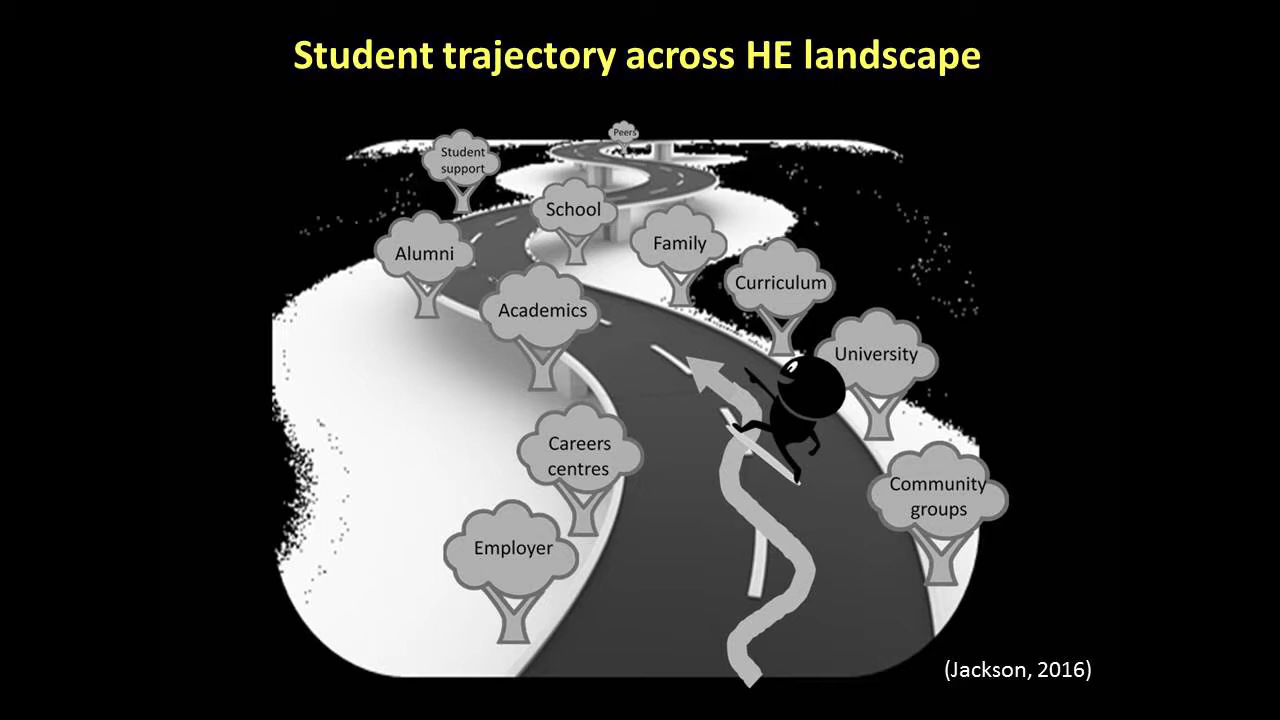 Student trajectory across HE landscape
Peers
Student
support
School
Alumni
Family
Curriculum
Academics
University
Careers
centres
Community
groups
Employer
(Jackson, 2016)